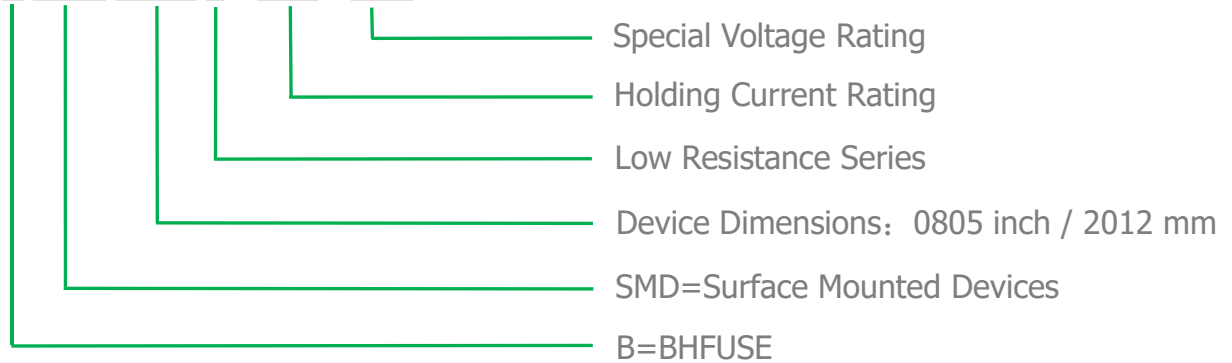 Special Voltage Rating
Holding Current Rating
Low Resistance Series
Device Dimensions：0805 inch / 2012 mm
SMD=Surface Mounted Devices
B=BHFUSE